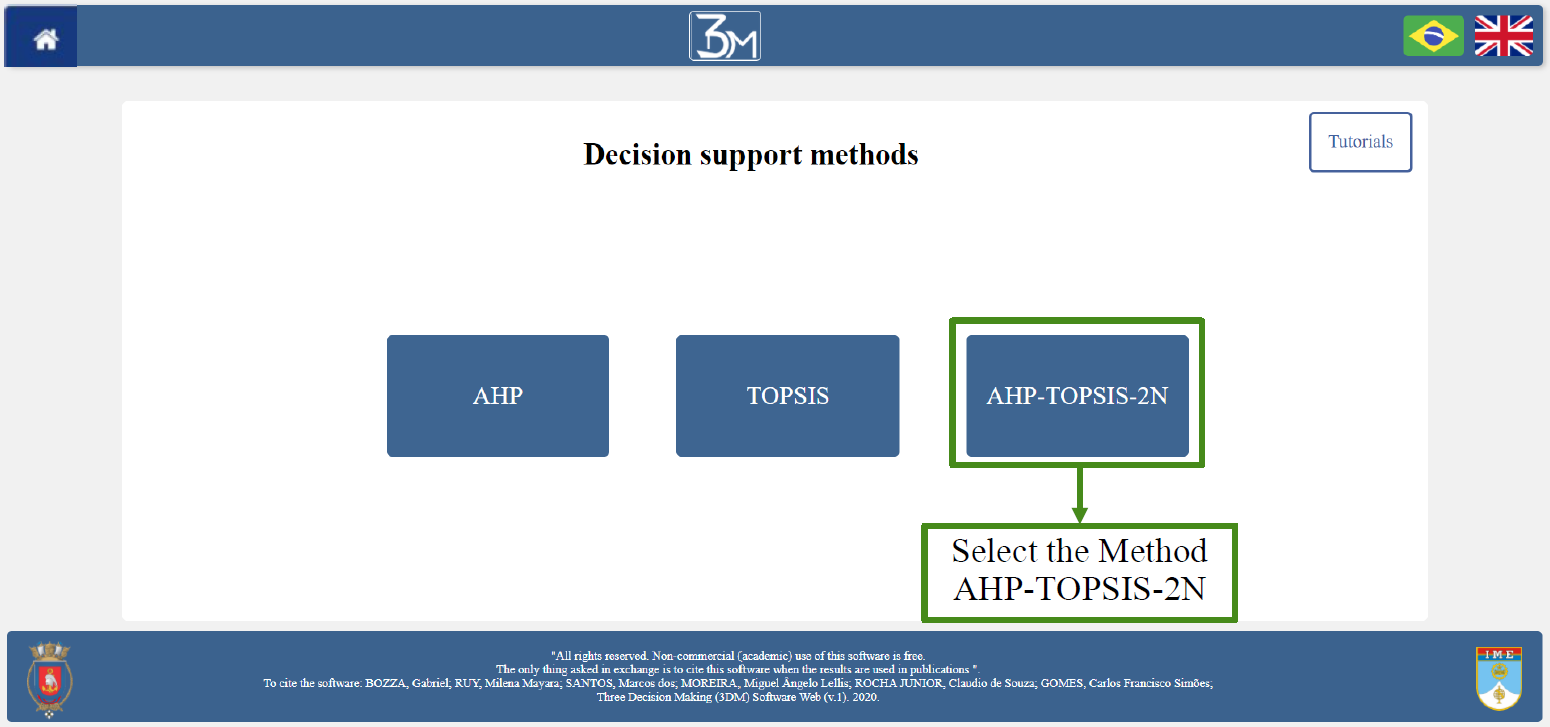 3DM
Tutorials
Decision support methods
AHP
TOPSIS
AHP-TOPSIS-2N
Select the Method
AHP-TOPSIS-2N
"All rights reserved. Non-commercial (academic) use of this software is free.
The only thing asked in exchange is to cite this software when the results are used in publications ".
To cite the software: BOZZA, Gabriel; RUY, Milena Mayara; SANTOS, Marcos dos; MOREIRA, Miguel Ângelo Lellis; ROCHA JUNIOR, Claudio de Souza; GOMES, Carlos Francisco Simões;
Three Decision Making (3DM) Software Web (v.1). 2020.
I·M·E